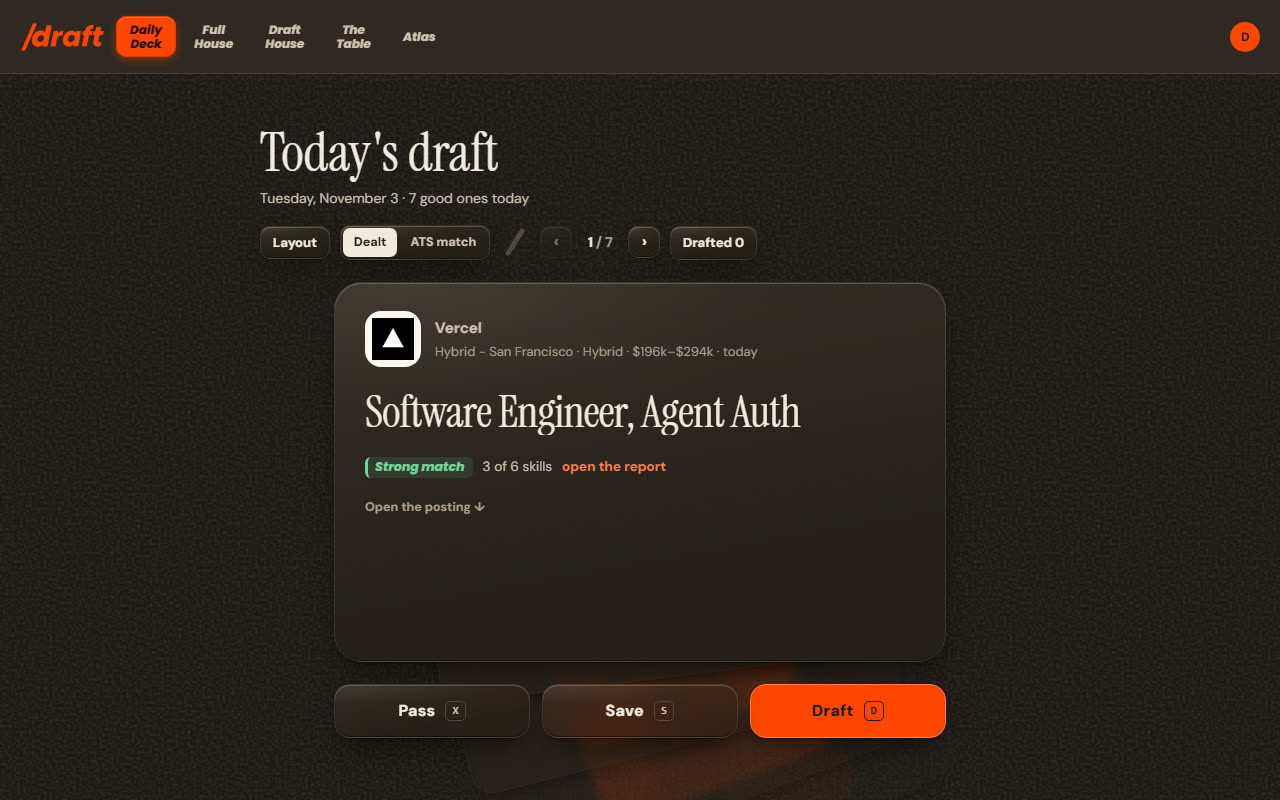 /draft
Daily
Deck
Full
House
Draft
House
The
Table
Atlas
D
Today's draft
Tuesday, November 3 · 7 good ones today
Layout
Dealt
ATS match
‹
1 / 7
›
Drafted 0
Vercel
Hybrid – San Francisco · Hybrid · $196k–$294k · today
Software Engineer, Agent Auth
Strong match 3 of 6 skills open the report
Open the posting ↓
Pass X
Save S
Draft D